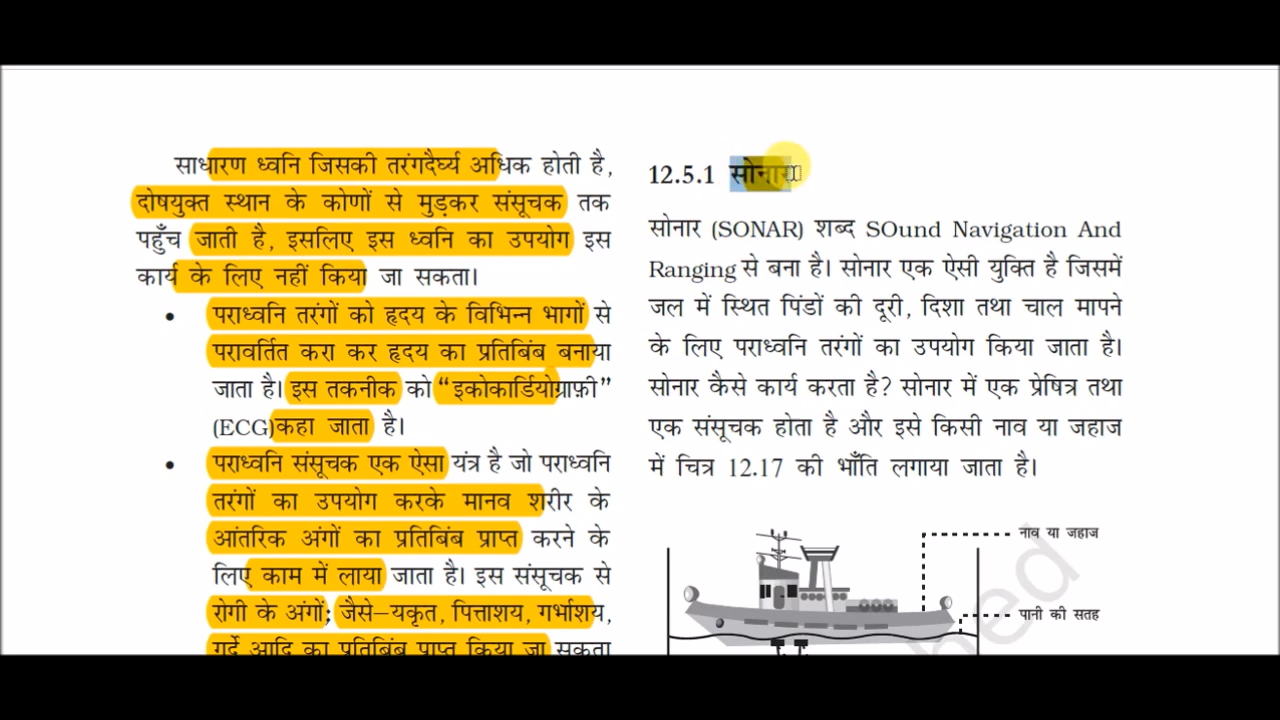 साधारण ध्वनि जिसकी तरंगदैर्घ्य अधिक होती है,
दोषयुक्त स्थान के कोणों से मुड़कर संसूचक तक
पहुँच जाती है, इसलिए इस ध्वनि का उपयोग इस
कार्य के लिए नहीं किया जा सकता।
• पराध्वनि तरंगों को हृदय के विभिन्न भागों से
परावर्तित करा कर हृदय का प्रतिबिंब बनाया
जाता है। इस तकनीक को “इकोकार्डियोग्राफ़ी”
(ECG)कहा जाता है।
• पराध्वनि संसूचक एक ऐसा यंत्र है जो पराध्वनि
तरंगों का उपयोग करके मानव शरीर के
आंतरिक अंगों का प्रतिबिंब प्राप्त करने के
लिए काम में लाया जाता है। इस संसूचक से
रोगी के अंगों; जैसे–यकृत, पित्ताशय, गर्भाशय,
गुर्दे आदि का प्रतिबिंब प्राप्त किया जा सकता
12.5.1 सोनार
सोनार (SONAR) शब्द SOund Navigation And
Ranging से बना है। सोनार एक ऐसी युक्ति है जिसमें
जल में स्थित पिंडों की दूरी, दिशा तथा चाल मापने
के लिए पराध्वनि तरंगों का उपयोग किया जाता है।
सोनार कैसे कार्य करता है? सोनार में एक प्रेषित्र तथा
एक संसूचक होता है और इसे किसी नाव या जहाज
में चित्र 12.17 की भाँति लगाया जाता है।
नाव या जहाज
पानी की सतह